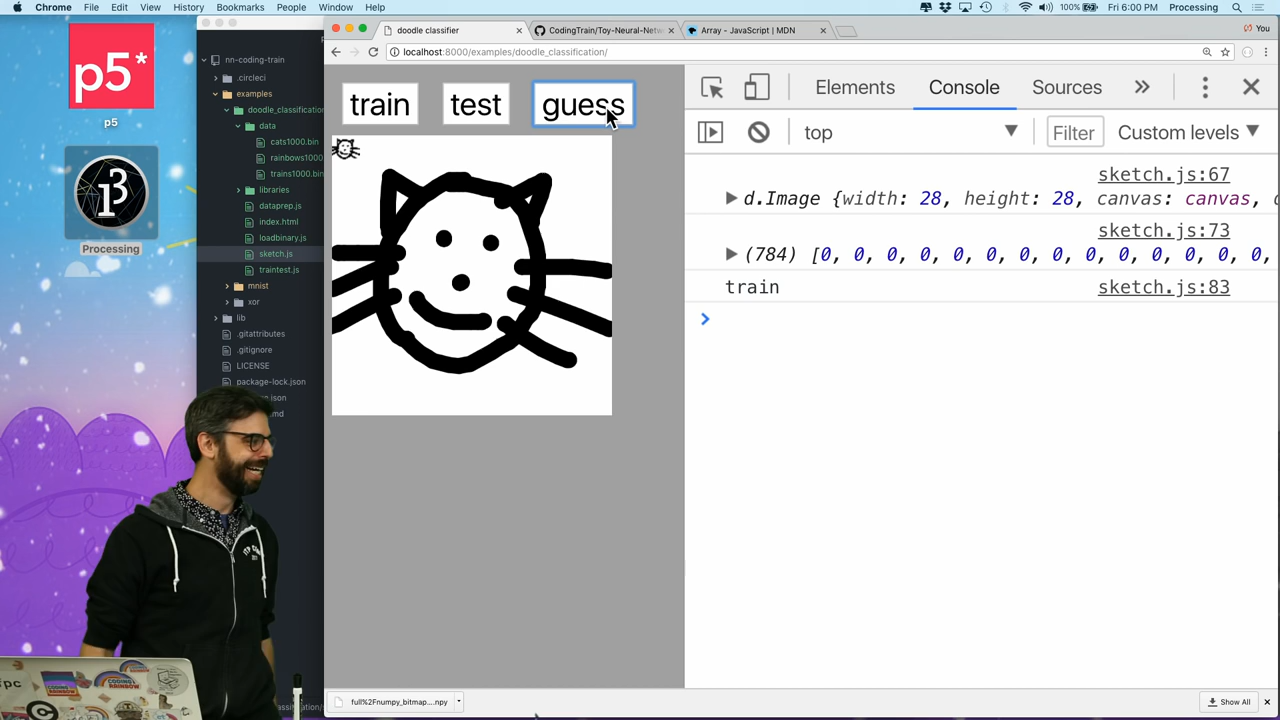 Chrome File Edit View History Bookmarks People Window Help 100% Fri 6:00 PM Processing
doodle classifier CodingTrain/Toy-Neural-Netw Array - JavaScript | MDN You
localhost:8000/examples/doodle_classification/
p5*
p5
Processing
nn-coding-train
.circleci
examples
doodle_classification
data
cats1000.bin
rainbows1000
trains1000.bin
libraries
dataprep.js
index.html
loadbinary.js
sketch.js
traintest.js
mnist
xor
lib
.gitattributes
.gitignore
LICENSE
package-lock.json
train test guess
Elements Console Sources
top Filter Custom levels
sketch.js:67
d.Image {width: 28, height: 28, canvas: canvas,
sketch.js:73
(784) [0, 0, 0, 0, 0, 0, 0, 0, 0, 0, 0, 0, 0, 0,
train sketch.js:83
full%2Fnumpy_bitmap....npy Show All